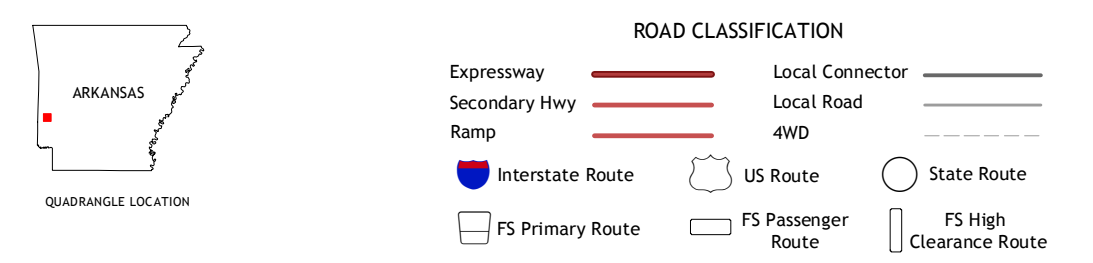 ROAD CLASSIFICATION
Expressway
Local Connector
ARKANSAS
Secondary Hwy
Local Road
Ramp
4WD
Interstate Route
US Route
State Route
QUADRANGLE LOCATION
FS Primary Route
FS Passenger
Route
FS High
Clearance Route